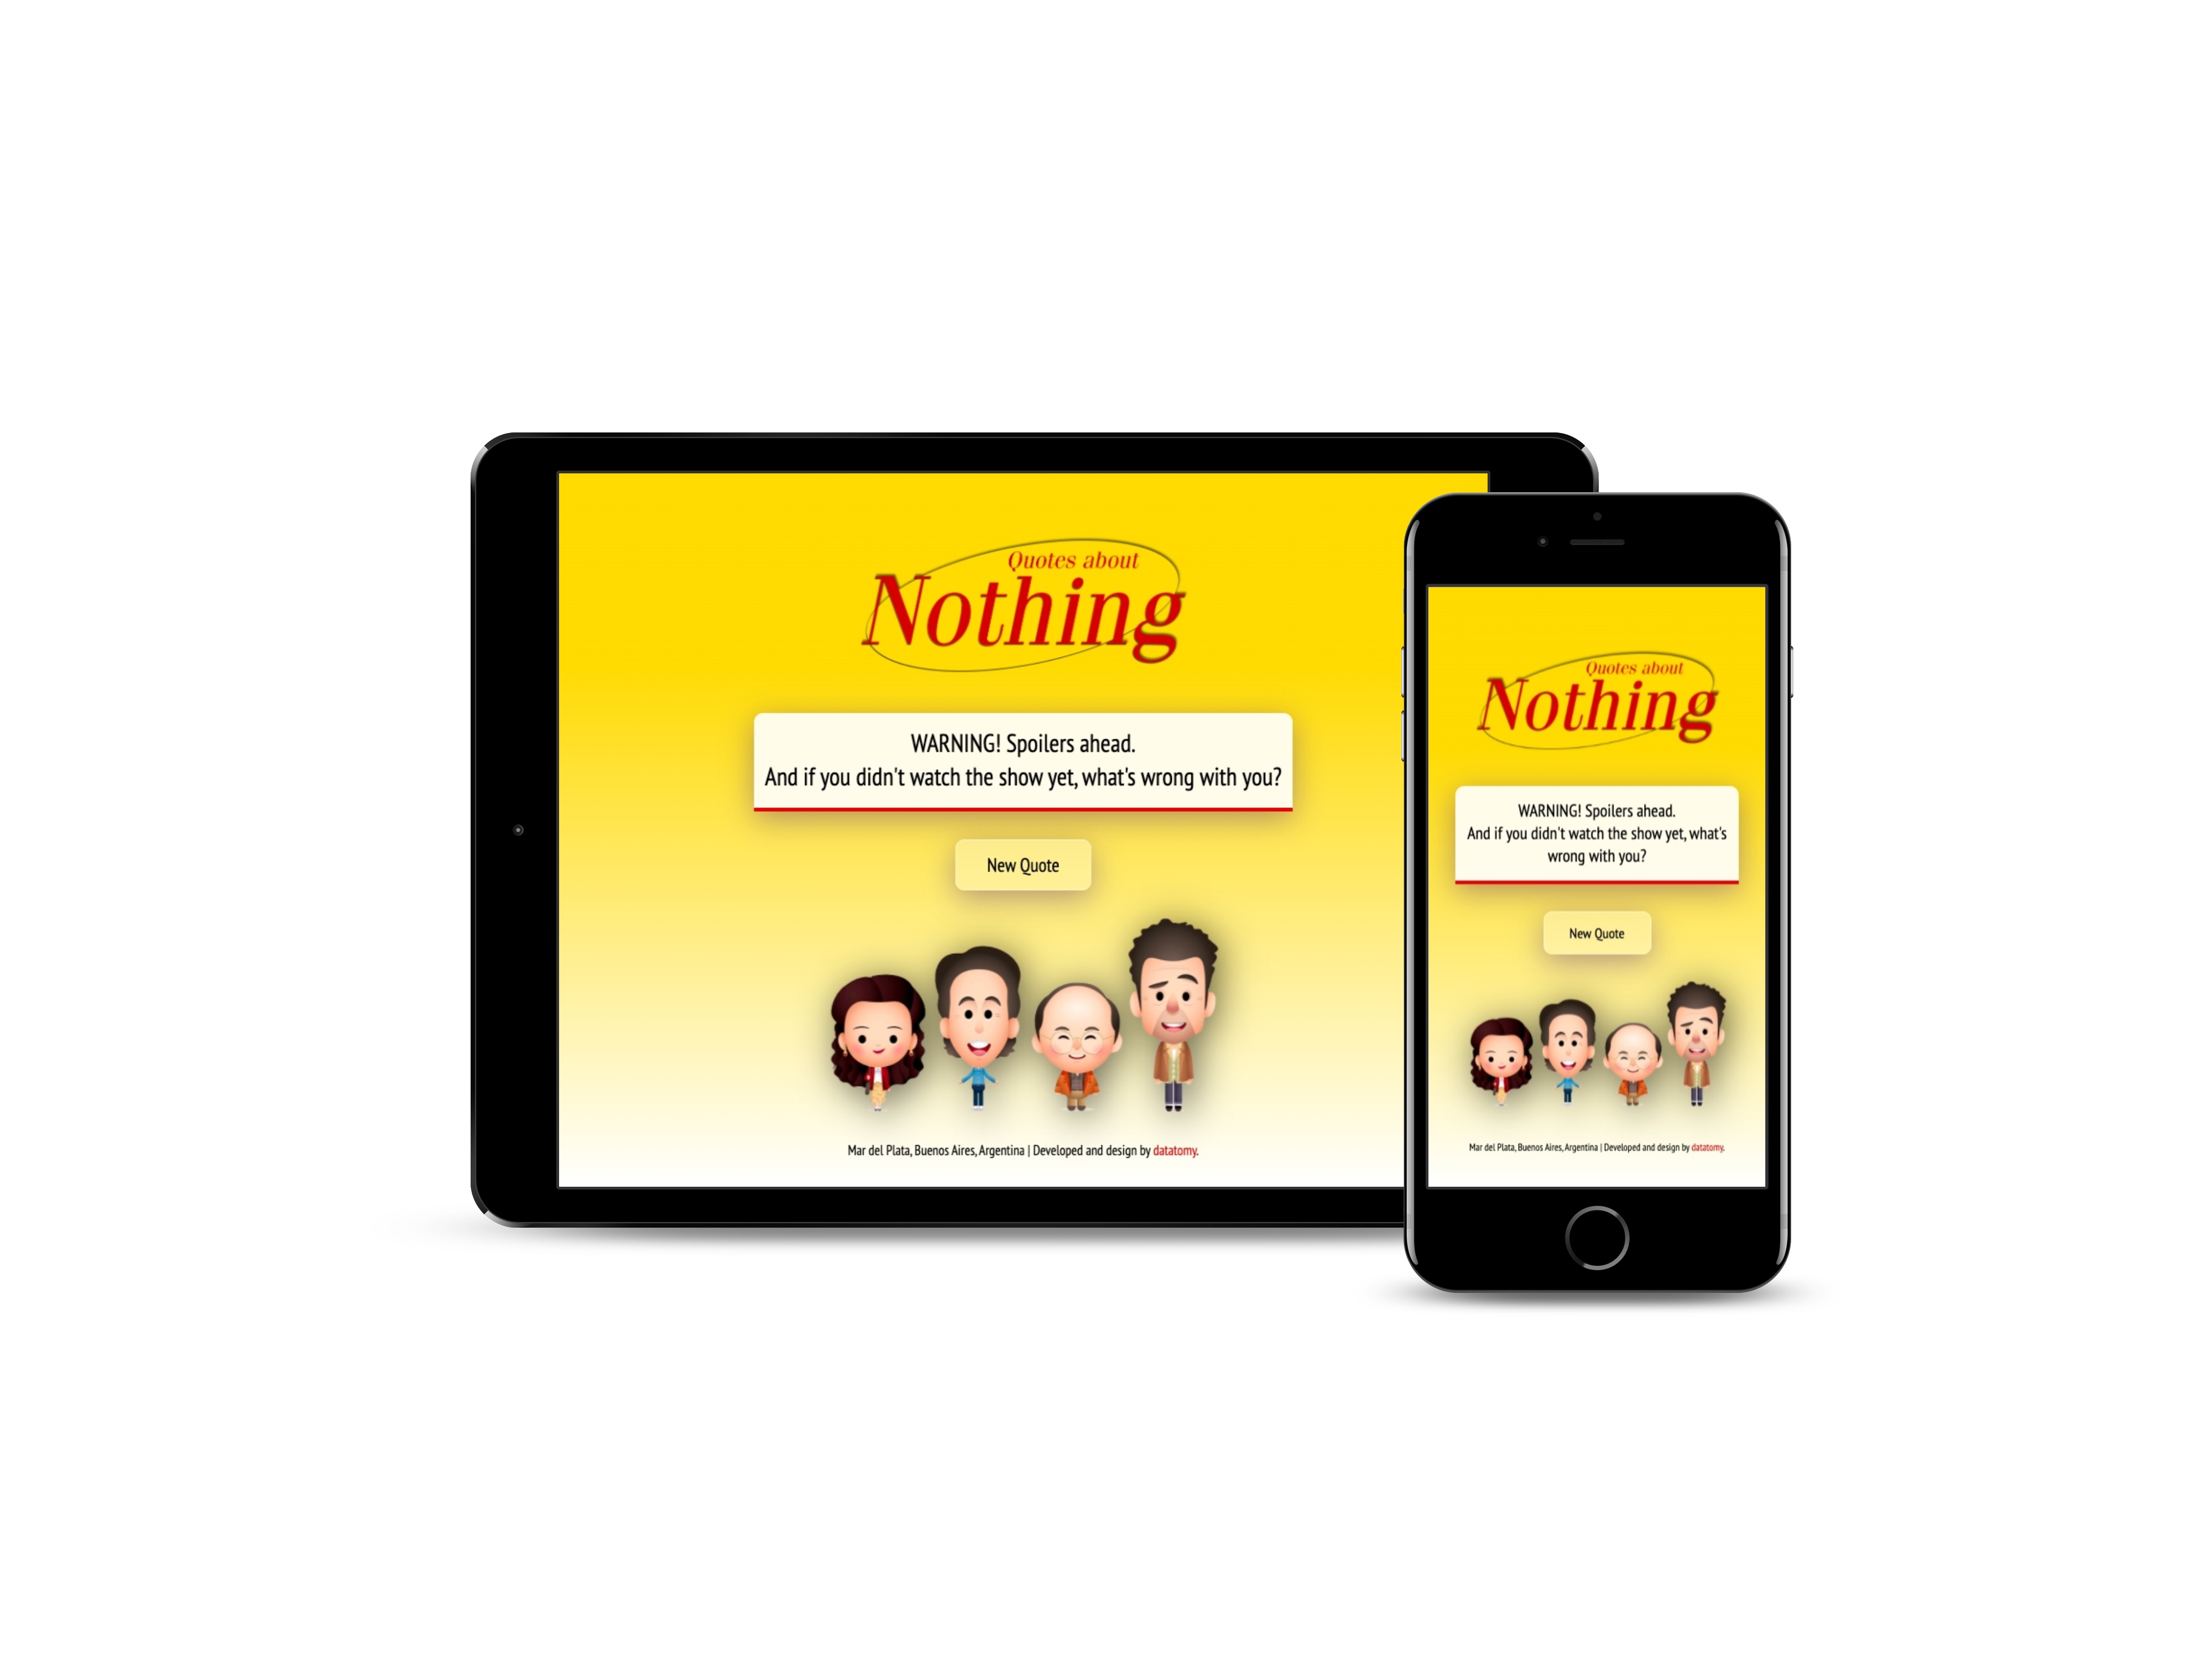 Quotes about
Nothing
WARNING! Spoilers ahead.
And if you didn't watch the show yet, what's wrong with you?
New Quote
Mar del Plata, Buenos Aires, Argentina | Developed and design by datatomy.
Quotes about
Nothing
WARNING! Spoilers ahead.
And if you didn't watch the show yet, what's
wrong with you?
New Quote
Mar del Plata, Buenos Aires, Argentina | Developed and design by datatomy.